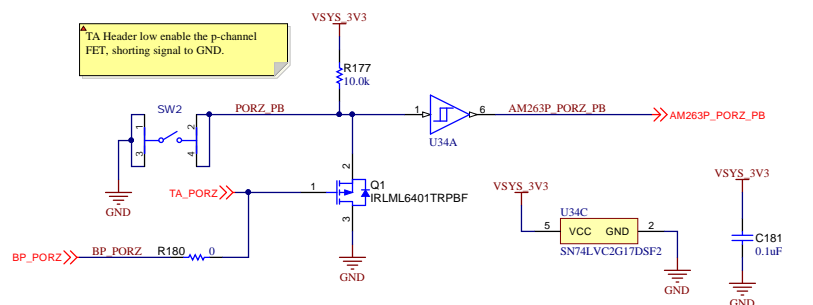 VSYS_3V3
TA Header low enable the p-channel
FET, shorting signal to GND.
R177
10.0k
SW2
PORZ_PB
1
6
AM263P_PORZ_PB
AM263P_PORZ_PB
U34A
1
3
2
4
GND
2
Q1
IRLML6401TRPBF
TA_PORZ
1
3
GND
BP_PORZ
BP_PORZ
R180
0
VSYS_3V3
U34C
5
VCC
GND
2
SN74LVC2G17DSF2
GND
VSYS_3V3
C181
0.1uF
GND